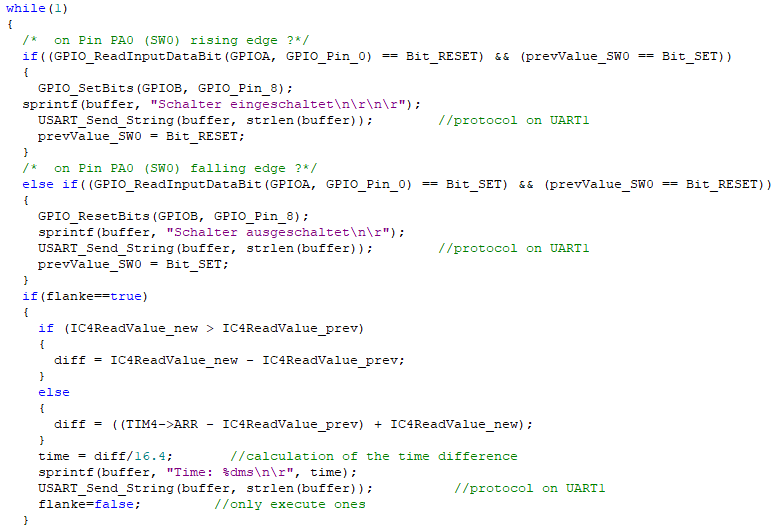 while(1)
{
/*  on Pin PA0 (SW0) rising edge ?*/
if((GPIO_ReadInputDataBit(GPIOA, GPIO_Pin_0) == Bit_RESET) && (prevValue_SW0 == Bit_SET))
{
GPIO_SetBits(GPIOB, GPIO_Pin_8);
sprintf(buffer, "Schalter eingeschaltet\n\r\n\r");
USART_Send_String(buffer, strlen(buffer));        //protocol on UART1
prevValue_SW0 = Bit_RESET;
}
/*  on Pin PA0 (SW0) falling edge ?*/
else if((GPIO_ReadInputDataBit(GPIOA, GPIO_Pin_0) == Bit_SET) && (prevValue_SW0 == Bit_RESET))
{
GPIO_ResetBits(GPIOB, GPIO_Pin_8);
sprintf(buffer, "Schalter ausgeschaltet\n\r");
USART_Send_String(buffer, strlen(buffer));        //protocol on UART1
prevValue_SW0 = Bit_SET;
}
if(flanke==true)
{
if (IC4ReadValue_new > IC4ReadValue_prev)
{
diff = IC4ReadValue_new - IC4ReadValue_prev;
}
else
{
diff = ((TIM4->ARR - IC4ReadValue_prev) + IC4ReadValue_new);
}
time = diff/16.4;       //calculation of the time difference
sprintf(buffer, "Time: %dms\n\r", time);
USART_Send_String(buffer, strlen(buffer));          //protocol on UART1
flanke=false;         //only execute ones
}